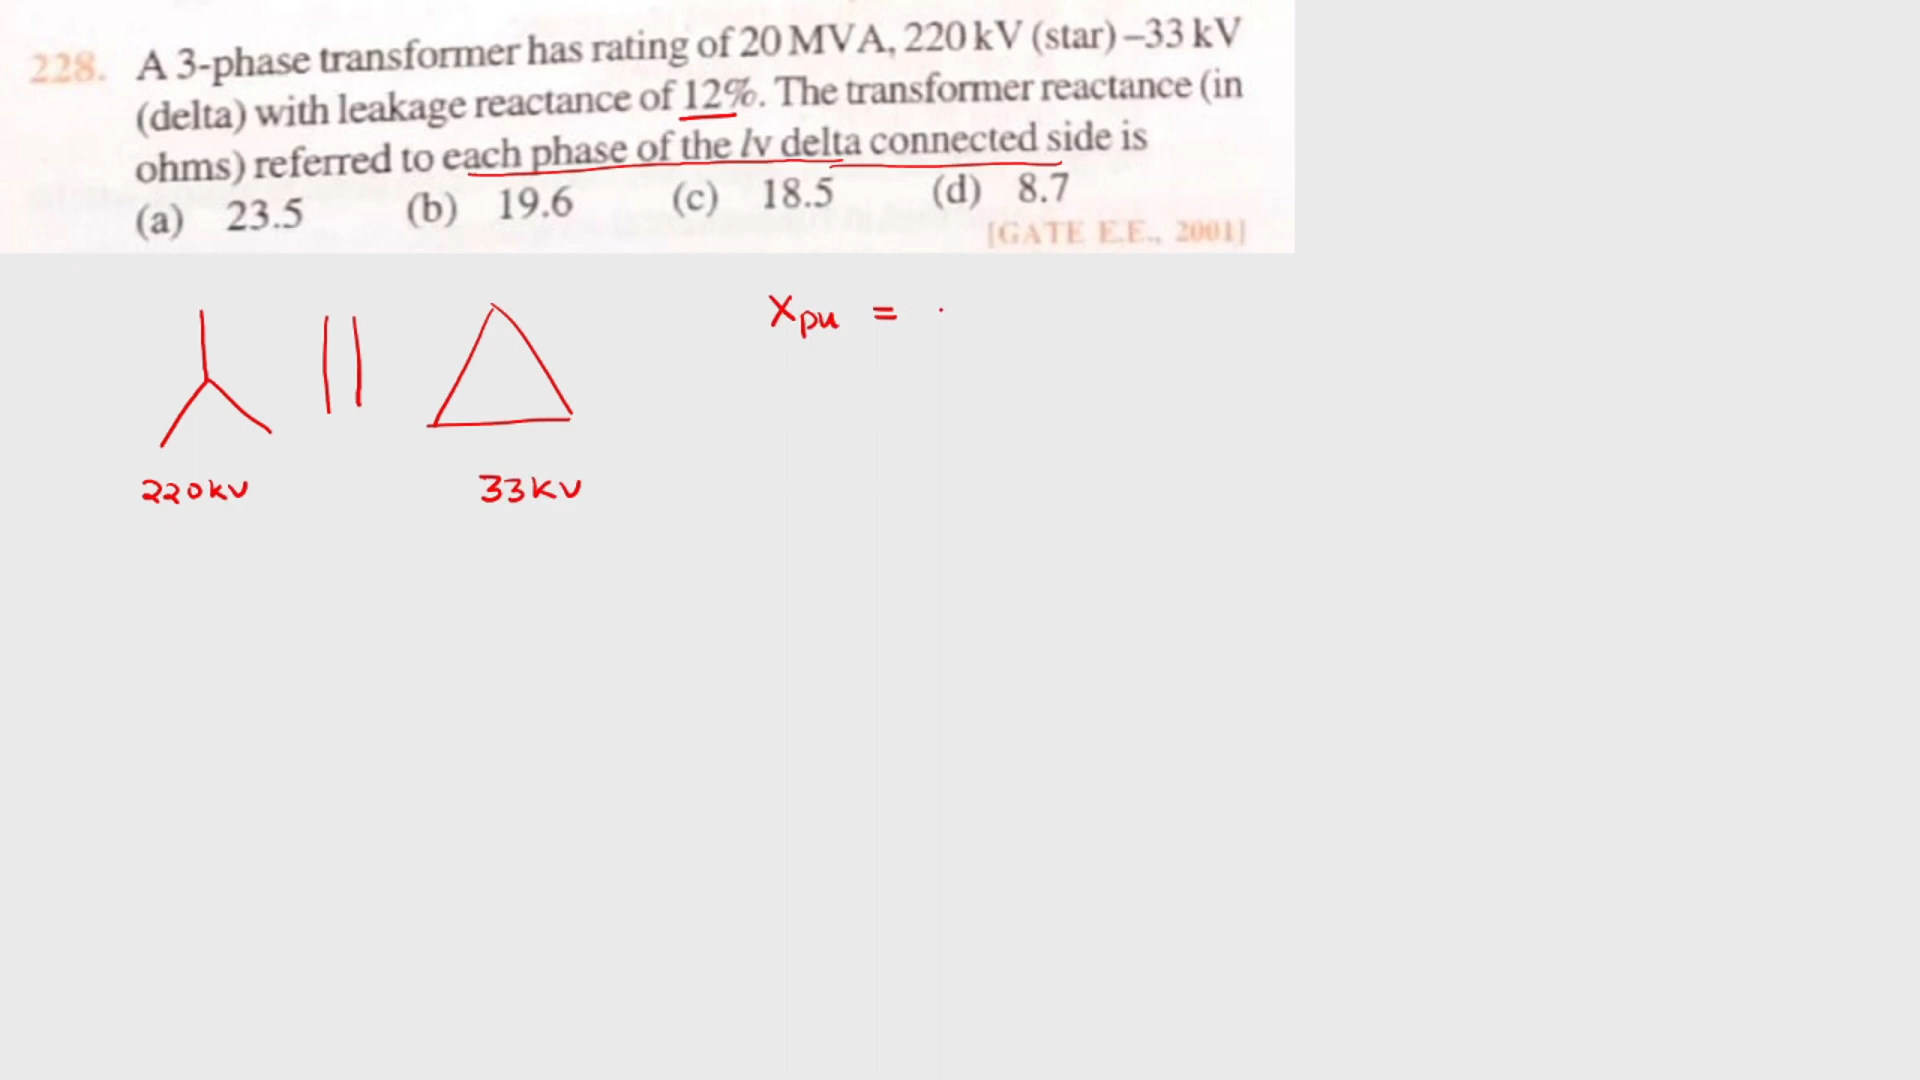 228. A 3-phase transformer has rating of 20 MVA, 220 kV (star) –33 kV
(delta) with leakage reactance of 12%. The transformer reactance (in
ohms) referred to each phase of the lv delta connected side is
(a) 23.5 (b) 19.6 (c) 18.5 (d) 8.7
[GATE E.E., 2001]
Xpu =
220kV 33kV